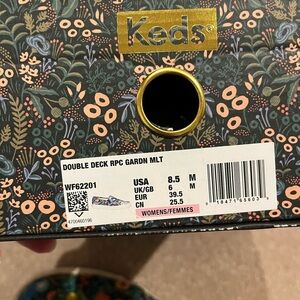 Keds
DOUBLE DECK RPC GARDN MLT
WF62201
USA 8.5 M
UK/GB 6 M
EUR 39.5
CN 25.5
WOMENS/FEMMES